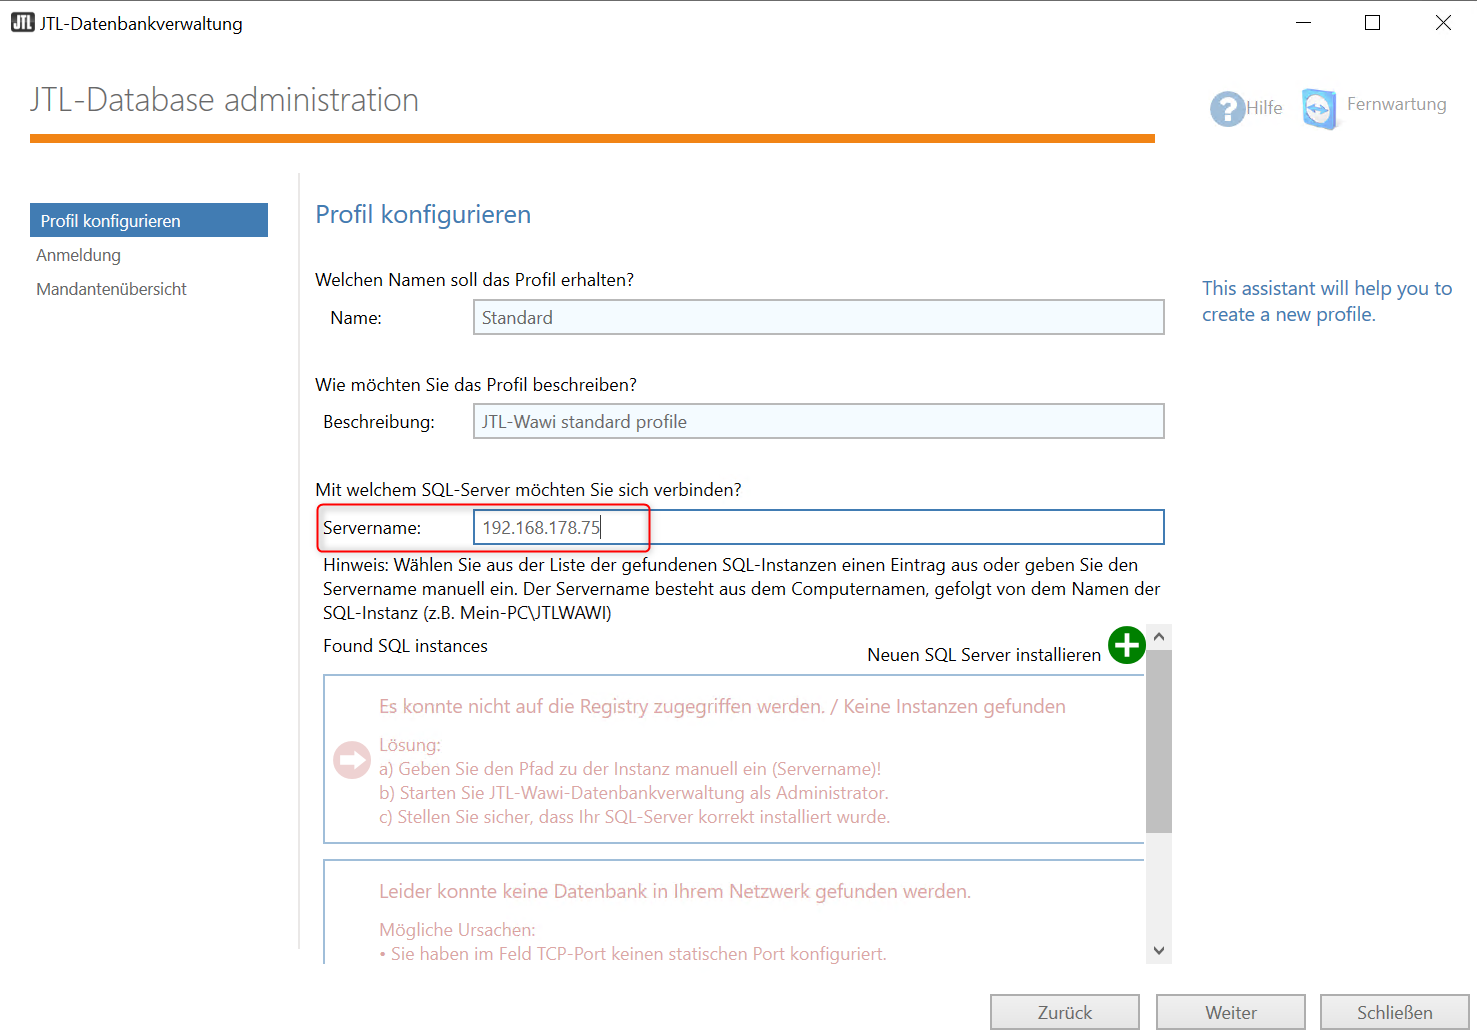 JTL JTL-Datenbankverwaltung
JTL-Database administration
? Hilfe
Fernwartung
Profil konfigurieren
Anmeldung
Mandantenübersicht
Profil konfigurieren
Welchen Namen soll das Profil erhalten?
Name: Standard
Wie möchten Sie das Profil beschreiben?
Beschreibung: JTL-Wawi standard profile
Mit welchem SQL-Server möchten Sie sich verbinden?
Servername: 192.168.178.75
Hinweis: Wählen Sie aus der Liste der gefundenen SQL-Instanzen einen Eintrag aus oder geben Sie den
Servername manuell ein. Der Servername besteht aus dem Computernamen, gefolgt von dem Namen der
SQL-Instanz (z.B. Mein-PC\JTLWAWI)
Found SQL instances
Neuen SQL Server installieren
Es konnte nicht auf die Registry zugegriffen werden. / Keine Instanzen gefunden
Lösung:
a) Geben Sie den Pfad zu der Instanz manuell ein (Servername)!
b) Starten Sie JTL-Wawi-Datenbankverwaltung als Administrator.
c) Stellen Sie sicher, dass Ihr SQL-Server korrekt installiert wurde.
Leider konnte keine Datenbank in Ihrem Netzwerk gefunden werden.
Mögliche Ursachen:
• Sie haben im Feld TCP-Port keinen statischen Port konfiguriert.
This assistant will help you to
create a new profile.
Zurück
Weiter
Schließen